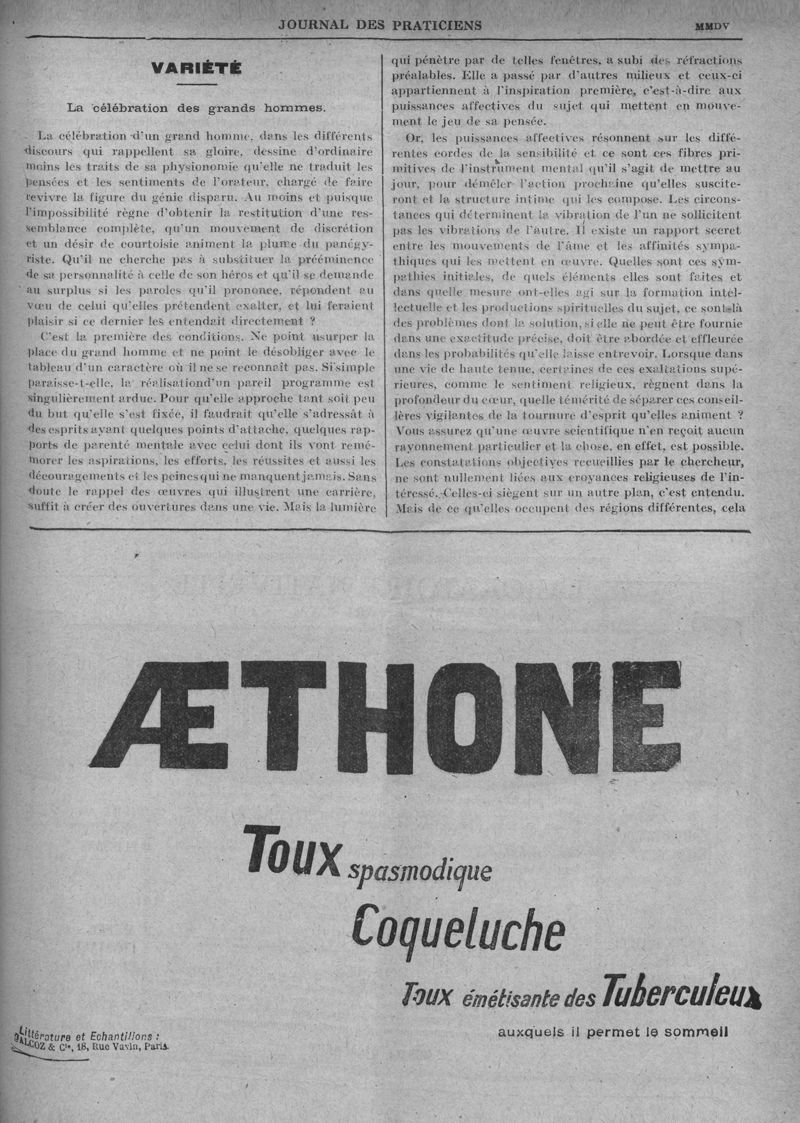 JOURNAL DES PRATICIENS
MMDV
VARIÉTÉ
La célébration des grands hommes.
La célébration d'un grand homme, dans les différents
discours qui rappellent sa gloire, dessine d'ordinaire
moins les traits de sa physionomie qu'elle ne traduit les
pensées et les sentiments de l'orateur, chargé de faire
revivre la figure du génie disparu. Au moins et puisque
l'impossibilité règne d'obtenir la restitution d'une res-
semblance complète, qu'un mouvement de discrétion
et un désir de courtoisie animent la plume du panégy-
riste. Qu'il ne cherche pas à substituer la prééminence
de sa personnalité à celle de son héros et qu'il se demande
au surplus si les paroles qu'il prononce, répondent au
vœu de celui qu'elles prétendent exalter, et lui feraient
plaisir si ce dernier les entendait directement ?
C'est la première des conditions. Ne point usurper la
place du grand homme et ne point le désobliger avec le
tableau d'un caractère où il ne se reconnaît pas. Si simple
paraisse-t-elle, la réalisationd'un pareil programme est
singulièrement ardue. Pour qu'elle approche tant soit peu
du but qu'elle s'est fixée, il faudrait qu'elle s'adressât à
des esprits ayant quelques points d'attache, quelques rap-
ports de parenté mentale avec celui dont ils vont remé-
morer les aspirations, les efforts, les réussites et aussi les
découragements et les peines qui ne manquent jamais. Sans
doute le rappel des œuvres qui illustrent une carrière,
suffit à créer des ouvertures dans une vie. Mais la lumière
qui pénètre par de telles fenêtres, a subi des réfractions
préalables. Elle a passé par d'autres milieux et ceux-ci
appartiennent à l'inspiration première, c'est-à-dire aux
puissances affectives du sujet qui mettent en mouve-
ment le jeu de sa pensée.
Or, les puissances affectives résonnent sur les diffé-
rentes cordes de la sensibilité et ce sont ces fibres pri-
mitives de l'instrument mental qu'il s'agit de mettre au
jour, pour démêler l'action prochaine qu'elles suscite-
ront et la structure intime qui les compose. Les circons-
tances qui déterminent la vibration de l'un ne sollicitent
pas les vibrations de l'autre. Il existe un rapport secret
entre les mouvements de l'âme et les affinités sympa-
thiques qui les mettent en œuvre. Quelles sont ces sym-
pathies initiales, de quels éléments elles sont faites et
dans quelle mesure ont-elles agi sur la formation intel-
lectuelle et les productions spirituelles du sujet, ce sont là
des problèmes dont la solution, si elle ne peut être fournie
dans une exactitude précise, doit être abordée et effleurée
dans les probabilités qu'elle laisse entrevoir. Lorsque dans
une vie de haute tenue, certaines de ces exaltations supé-
rieures, comme le sentiment religieux, règnent dans la
profondeur du cœur, quelle témérité de séparer ces conseil-
lères vigilantes de la tournure d'esprit qu'elles animent ?
Vous assurez qu'une œuvre scientifique n'en reçoit aucun
rayonnement particulier et la chose, en effet, est possible.
Les constatations objectives recueillies par le chercheur,
ne sont nullement liées aux croyances religieuses de l'in-
téressé. Celles-ci siègent sur un autre plan, c'est entendu.
Mais de ce qu'elles occupent des régions différentes, cela
ÆTHONE
Toux spasmodique
Coqueluche
Toux émétisante des Tuberculeux
auxquels il permet le sommeil
Littérature et Echantillons :
FALCOZ & Cie, 18, Rue Vavin, Paris.